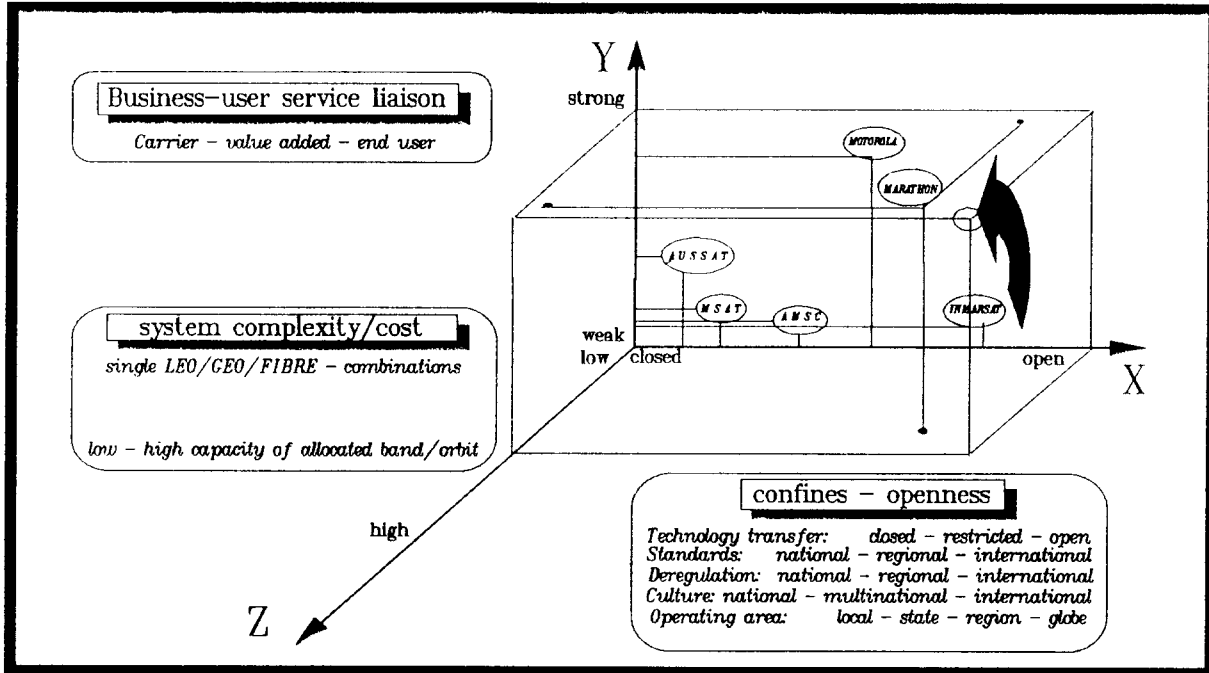 Business-user service liaison
Carrier - value added - end user
system complexity/cost
single LEO/GEO/FIBRE - combinations
low - high capacity of allocated band/orbit
Y
strong
MOTOROLA
MARATHON
AUSSAT
MSAT
AMSC
INMARSAT
weak
low
closed
open
X
high
Z
confines - openness
Technology transfer: closed - restricted - open
Standards: national - regional - international
Deregulation: national - regional - international
Culture: national - multinational - international
Operating area: local - state - region - globe